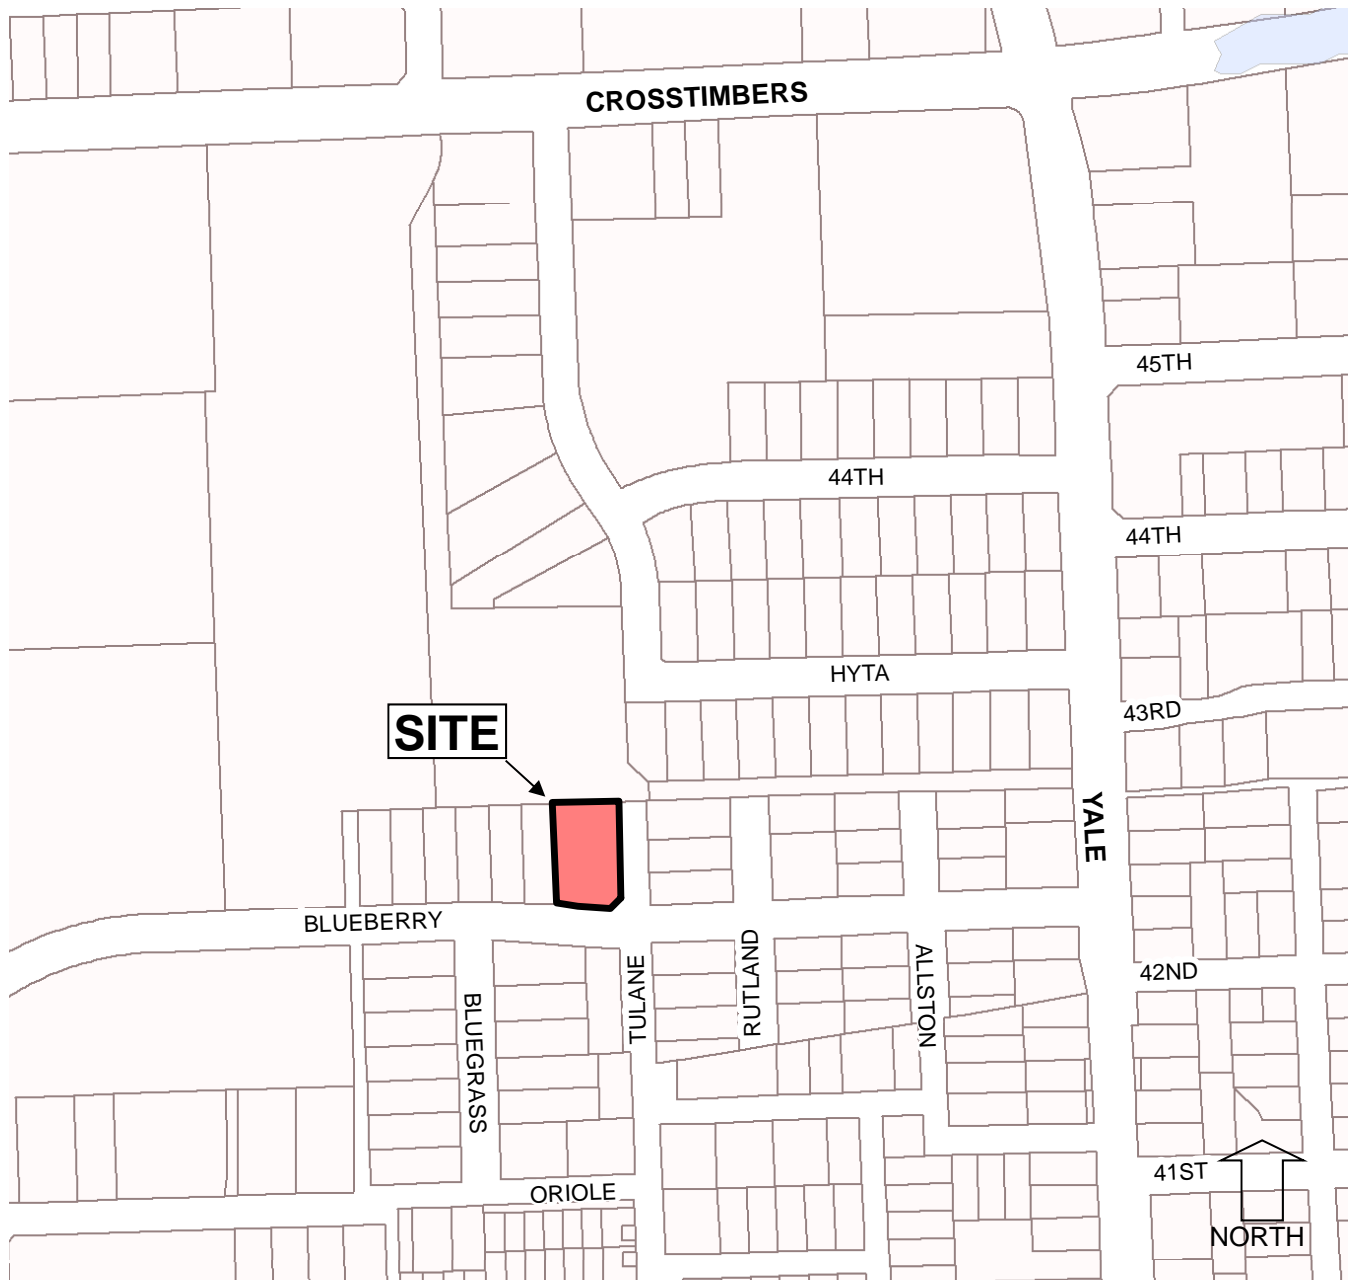 CROSSTIMBERS
45TH
44TH
44TH
HYTA
43RD
SITE
YALE
BLUEBERRY
TULANE
RUTLAND
ALLSTON
42ND
BLUEGRASS
41ST
ORIOLE
NORTH